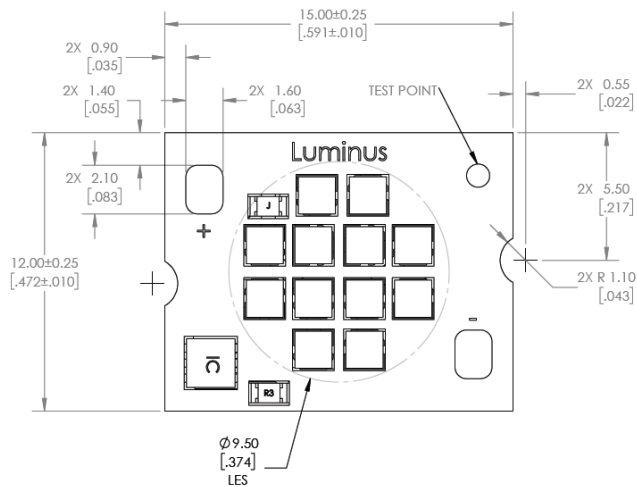 15.00±0.25
[.591±.010]
2X 0.90
[.035]
2X 1.40
[.055]
2X 1.60
[.063]
TEST POINT
2X 0.55
[.022]
Luminus
2X 2.10
[.083]
2X 5.50
[.217]
J
+
12.00±0.25
[.472±.010]
2X R 1.10
[.043]
-
IC
R3
Ø9.50
[.374]
LES